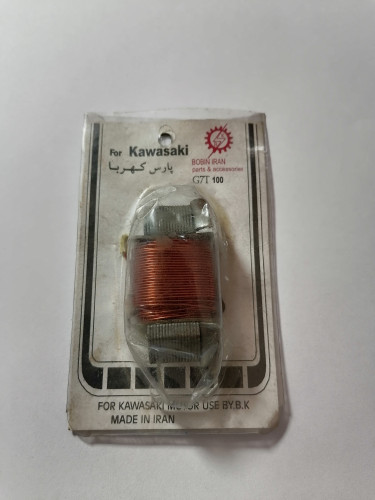 For Kawasaki
پارس کهربا
BOBIN IRAN
parts & accessories
G7T 100
FOR KAWASAKI MOTOR USE BY.B.K
MADE IN IRAN